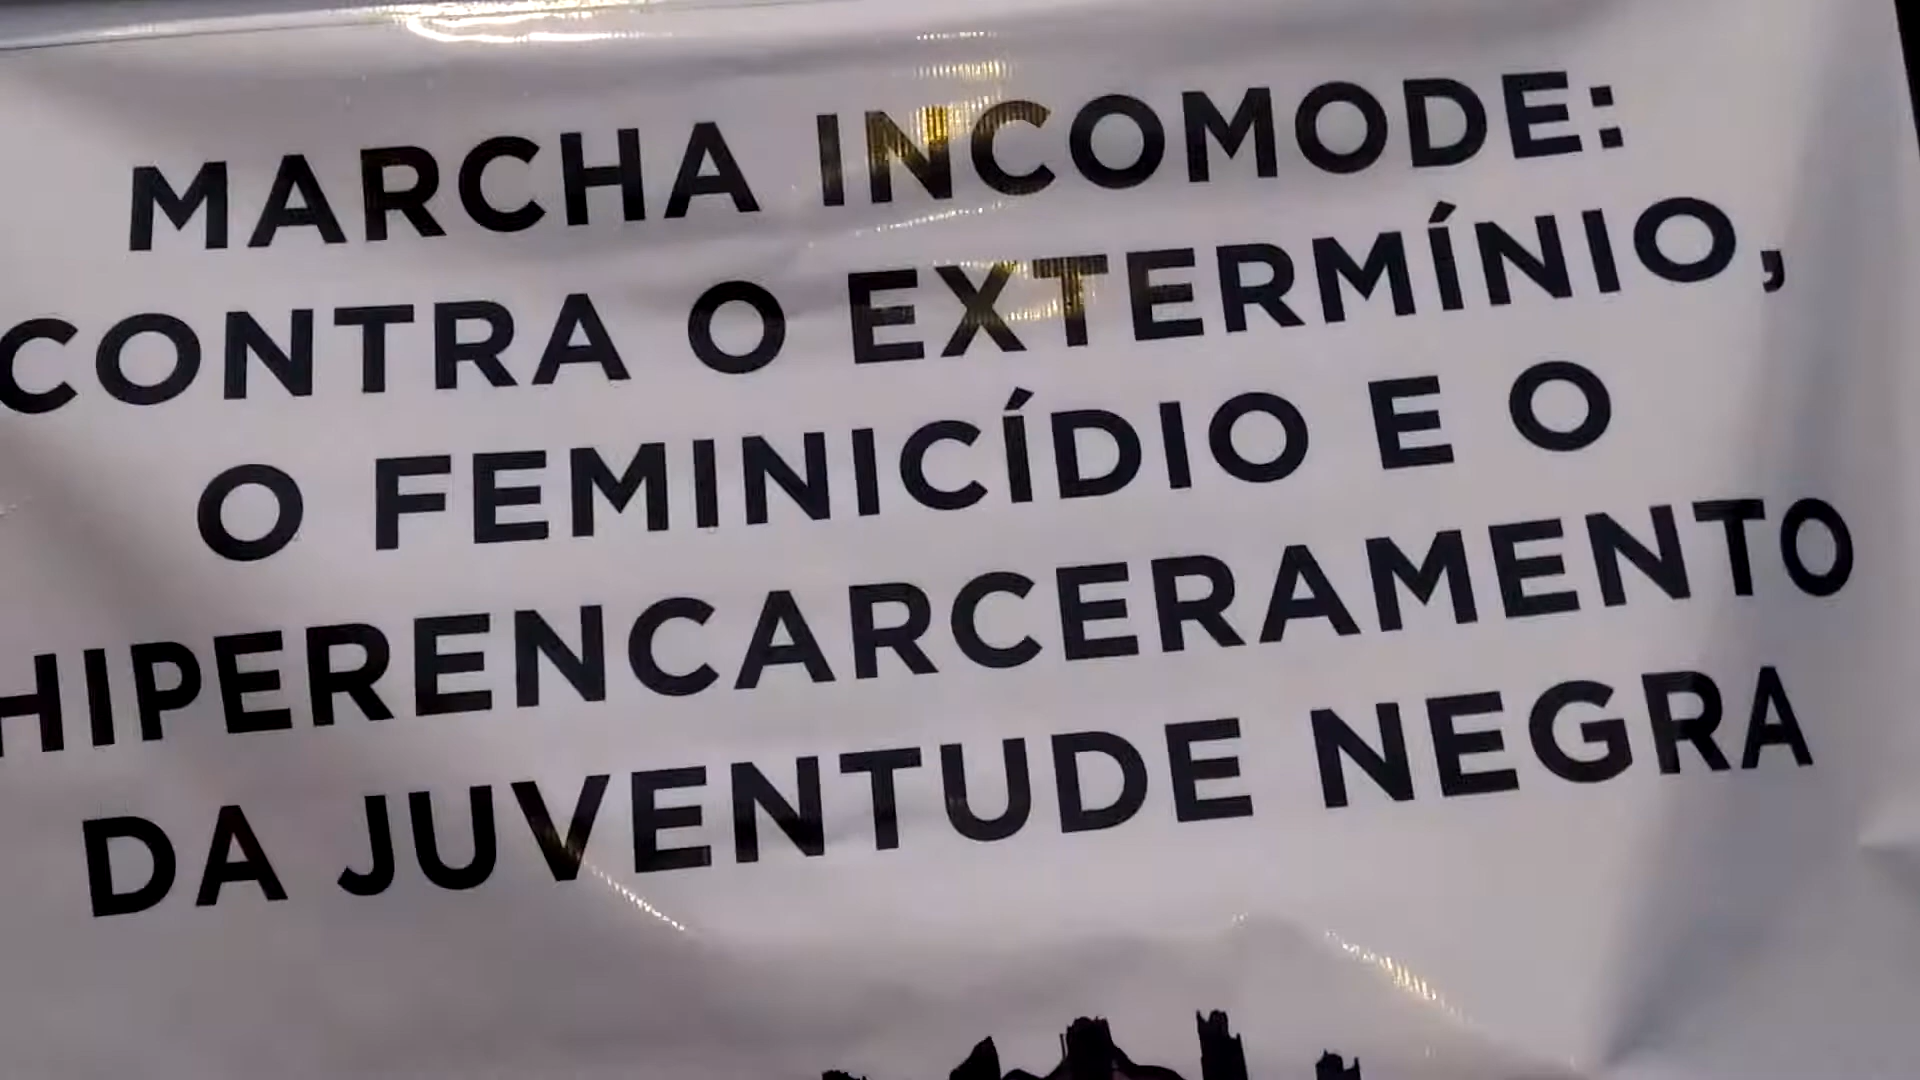 MARCHA INCOMODE:
CONTRA O EXTERMÍNIO,
O FEMINICÍDIO E O
HIPERENCARCERAMENTO
DA JUVENTUDE NEGRA